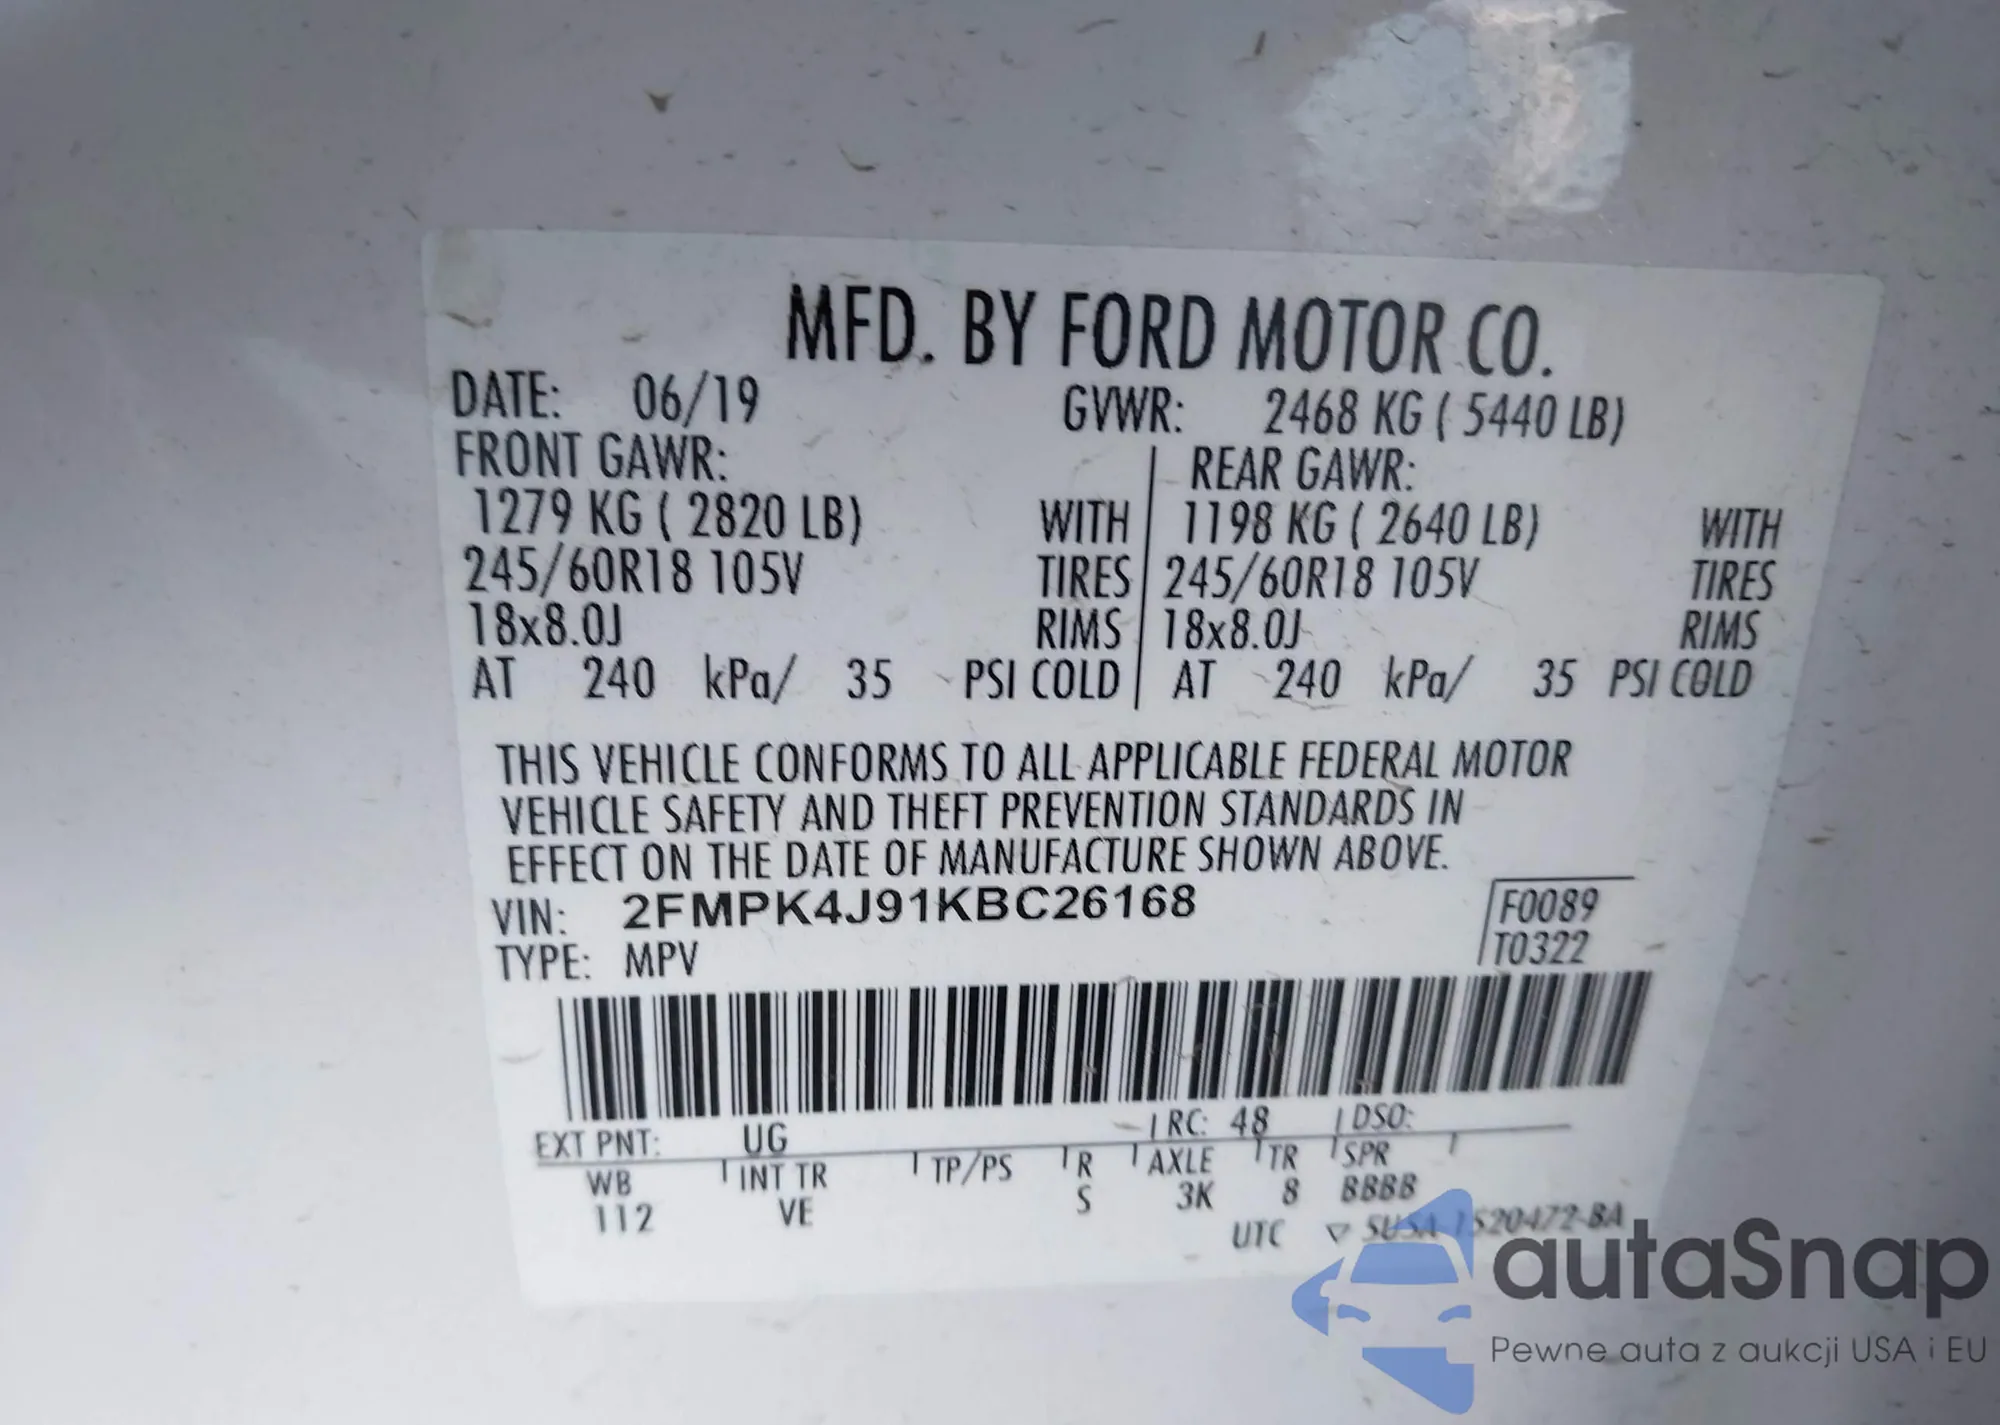 MFD. BY FORD MOTOR CO.
DATE: 06/19 GVWR: 2468 KG ( 5440 LB)
FRONT GAWR: REAR GAWR:
1279 KG ( 2820 LB) WITH 1198 KG ( 2640 LB) WITH
245/60R18 105V TIRES 245/60R18 105V TIRES
18x8.0J RIMS 18x8.0J RIMS
AT 240 kPa/ 35 PSI COLD AT 240 kPa/ 35 PSI COLD
THIS VEHICLE CONFORMS TO ALL APPLICABLE FEDERAL MOTOR
VEHICLE SAFETY AND THEFT PREVENTION STANDARDS IN
EFFECT ON THE DATE OF MANUFACTURE SHOWN ABOVE.
VIN: 2FMPK4J91KBC26168 F0089
TYPE: MPV T0322
EXT PNT: UG RC: 48 DSO:
WB INT TR TP/PS R AXLE TR SPR
112 VE S 3K 8 BBBB
UTC ▽ SUSA-1520472-BA
autaSnap
Pewne auta z aukcji USA i EU